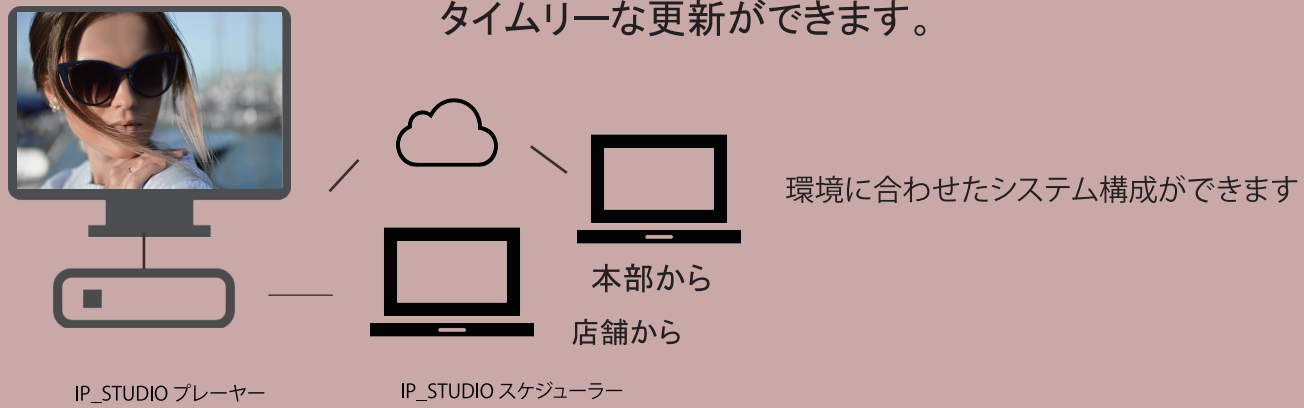 タイムリーな更新ができます。
環境に合わせたシステム構成ができます
本部から
店舗から
IP_STUDIO プレーヤー
IP_STUDIO スケジューラー